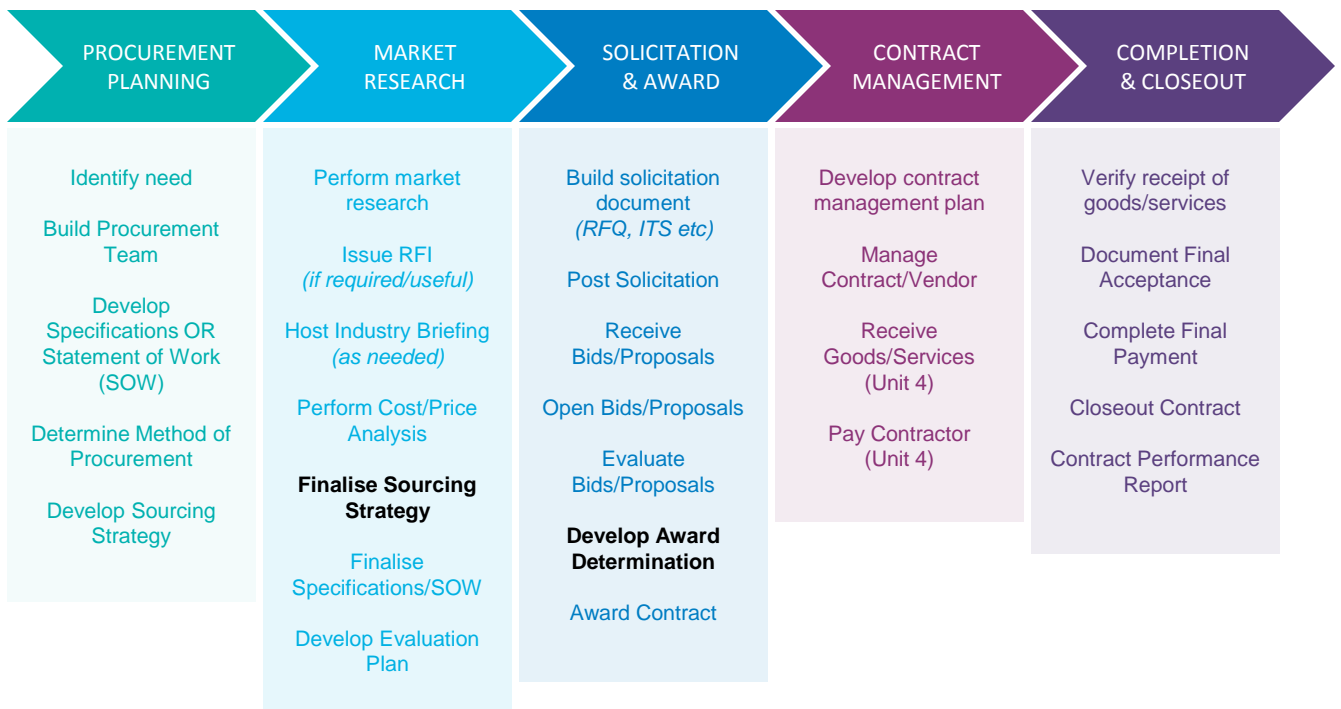 PROCUREMENT
PLANNING
MARKET
RESEARCH
SOLICITATION
& AWARD
CONTRACT
MANAGEMENT
COMPLETION
& CLOSEOUT
Identify need
Build Procurement
Team
Develop
Specifications OR
Statement of Work
(SOW)
Determine Method of
Procurement
Develop Sourcing
Strategy
Perform market
research
Issue RFI
(if required/useful)
Host Industry Briefing
(as needed)
Perform Cost/Price
Analysis
Finalise Sourcing
Strategy
Finalise
Specifications/SOW
Develop Evaluation
Plan
Build solicitation
document
(RFQ, ITS etc)
Post Solicitation
Receive
Bids/Proposals
Open Bids/Proposals
Evaluate
Bids/Proposals
Develop Award
Determination
Award Contract
Develop contract
management plan
Manage
Contract/Vendor
Receive
Goods/Services
(Unit 4)
Pay Contractor
(Unit 4)
Verify receipt of
goods/services
Document Final
Acceptance
Complete Final
Payment
Closeout Contract
Contract Performance
Report